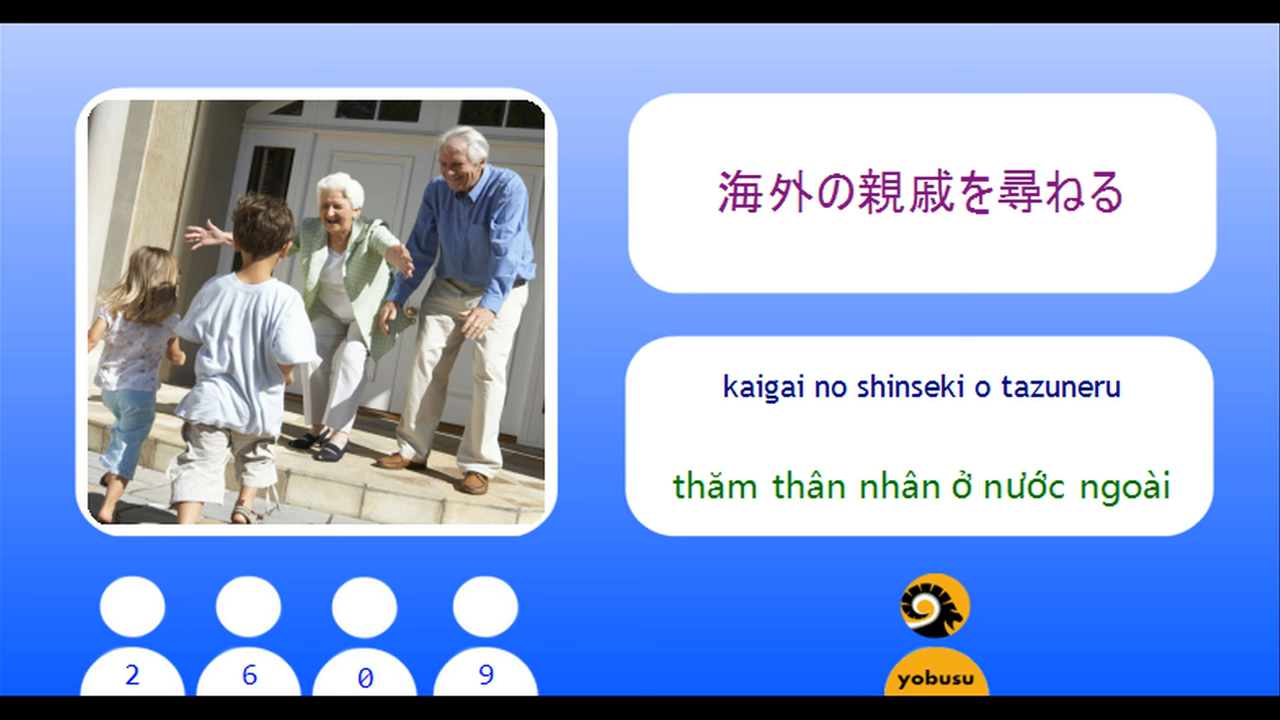 海外の親戚を尋ねる
kaigai no shinseki o tazuneru
thăm thân nhân ở nước ngoài
2 6 0 9
yobusu